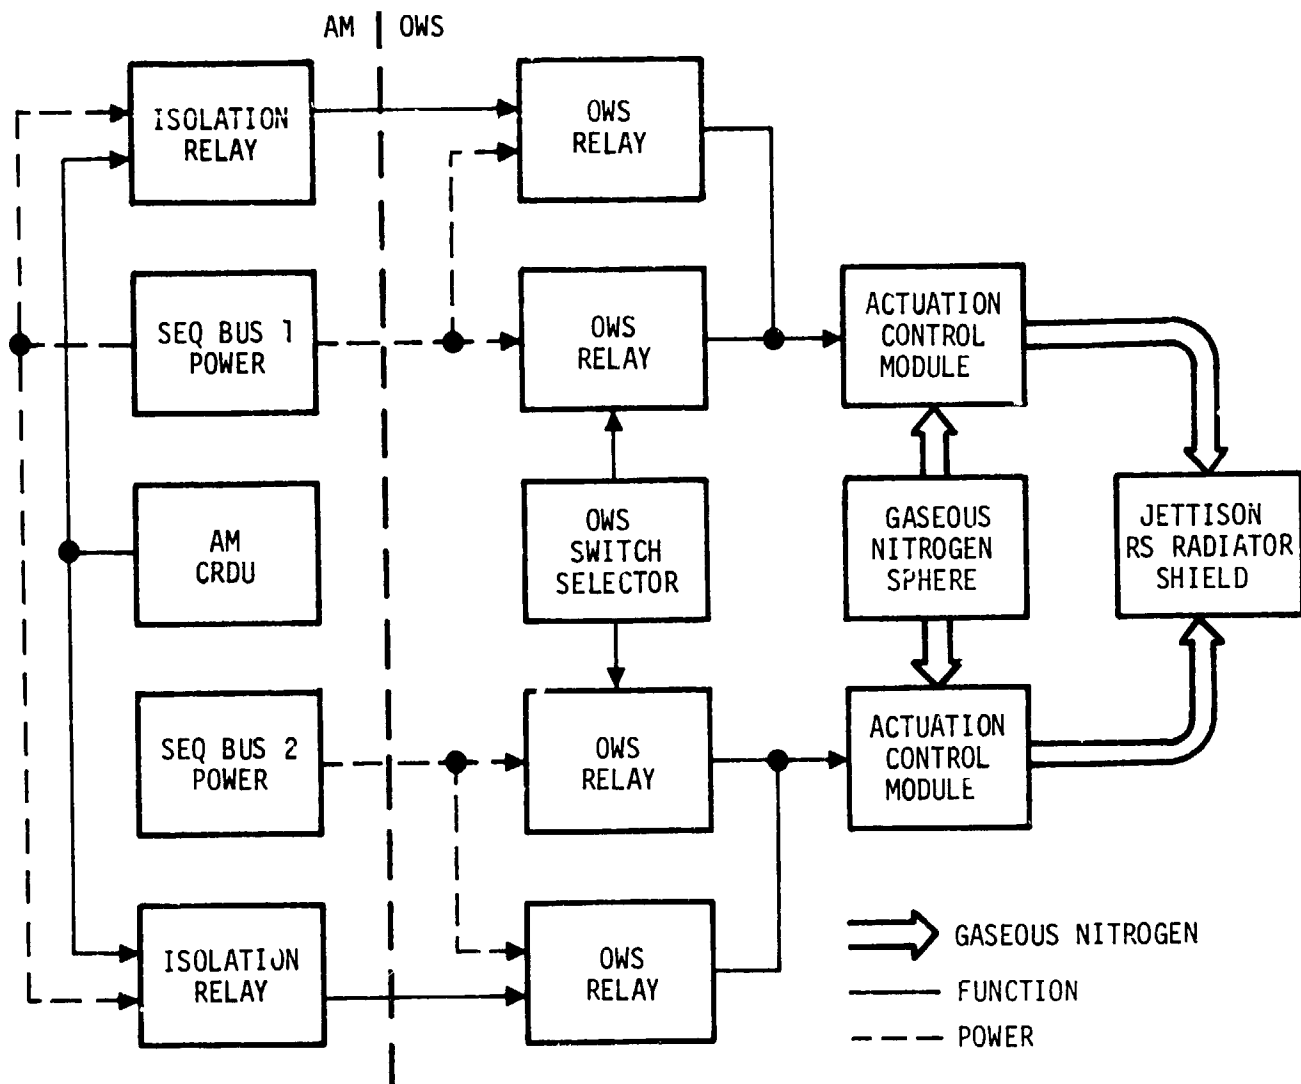 AM OWS
ISOLATION
RELAY
OWS
RELAY
SEQ BUS 1
POWER
OWS
RELAY
ACTUATION
CONTROL
MODULE
AM
CRDU
OWS
SWITCH
SELECTOR
GASEOUS
NITROGEN
SPHERE
JETTISON
RS RADIATOR
SHIELD
SEQ BUS 2
POWER
OWS
RELAY
ACTUATION
CONTROL
MODULE
ISOLATION
RELAY
OWS
RELAY
GASEOUS NITROGEN
FUNCTION
POWER